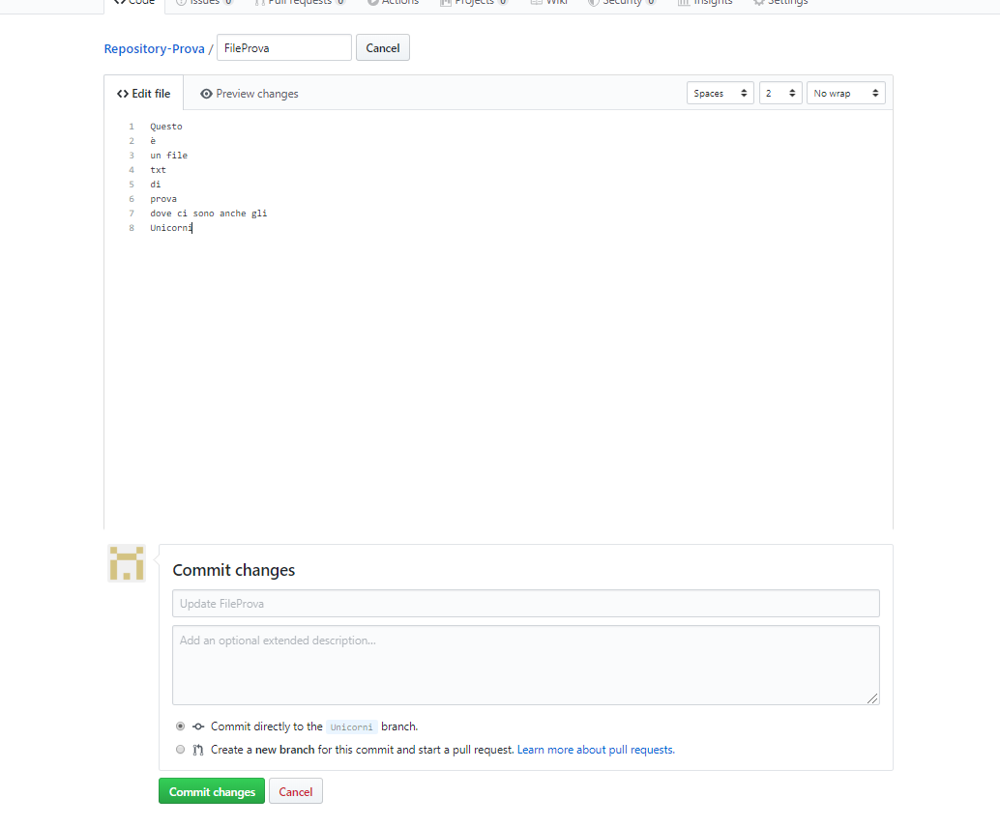 Code Issues 0 Pull requests 0 Actions Projects 0 Wiki Security 0 Insights Settings
Repository-Prova / FileProva Cancel
<> Edit file Preview changes Spaces 2 No wrap
1 Questo
2 è
3 un file
4 txt
5 di
6 prova
7 dove ci sono anche gli
8 Unicorni
Commit changes
Update FileProva
Add an optional extended description...
Commit directly to the Unicorni branch.
Create a new branch for this commit and start a pull request. Learn more about pull requests.
Commit changes Cancel